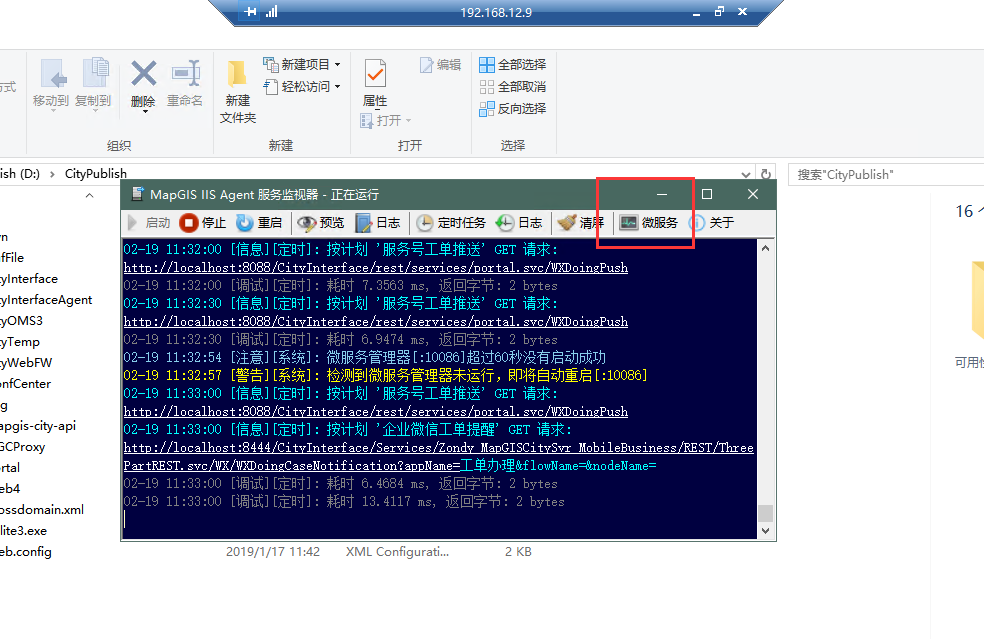 192.168.12.9
方式
移动到 复制到 删除 重命名
新建
文件夹
新建项目
轻松访问
属性
编辑
打开
全部选择
全部取消
反向选择
组织 新建 打开 选择
ish (D:) > CityPublish
搜索"CityPublish"
MapGIS IIS Agent 服务监视器 - 正在运行
启动 停止 重启 预览 日志 定时任务 日志 清屏 微服务 关于
02-19 11:32:00 [信息][定时]: 按计划 '服务号工单推送' GET 请求:
http://localhost:8088/CityInterface/rest/services/portal.svc/WXDoingPush
02-19 11:32:00 [调试][定时]: 耗时 7.3563 ms, 返回字节: 2 bytes
02-19 11:32:30 [信息][定时]: 按计划 '服务号工单推送' GET 请求:
http://localhost:8088/CityInterface/rest/services/portal.svc/WXDoingPush
02-19 11:32:30 [调试][定时]: 耗时 6.9474 ms, 返回字节: 2 bytes
02-19 11:32:54 [注意][系统]: 微服务管理器[:10086]超过60秒没有启动成功
02-19 11:32:57 [警告][系统]: 检测到微服务管理器未运行，即将自动重启[:10086]
02-19 11:33:00 [信息][定时]: 按计划 '服务号工单推送' GET 请求:
http://localhost:8088/CityInterface/rest/services/portal.svc/WXDoingPush
02-19 11:33:00 [信息][定时]: 按计划 '企业微信工单提醒' GET 请求:
http://localhost:8444/CityInterface/Services/Zondy_MapGISCitySvr_MobileBusiness/REST/Three
PartREST.svc/WX/WXDoingCaseNotification?appName=工单办理&flowName=&nodeName=
02-19 11:33:00 [调试][定时]: 耗时 6.4684 ms, 返回字节: 2 bytes
02-19 11:33:00 [调试][定时]: 耗时 13.4117 ms, 返回字节: 2 bytes
vn
fFile
tyInterface
tyInterfaceAgent
tyOMS3
tyTemp
tyWebFW
onfCenter
g
apgis-city-api
GCProxy
ortal
eb4
ossdomain.xml
lite3.exe
eb.config
2019/1/17 11:42 XML Configurati... 2 KB
16 个
可用性